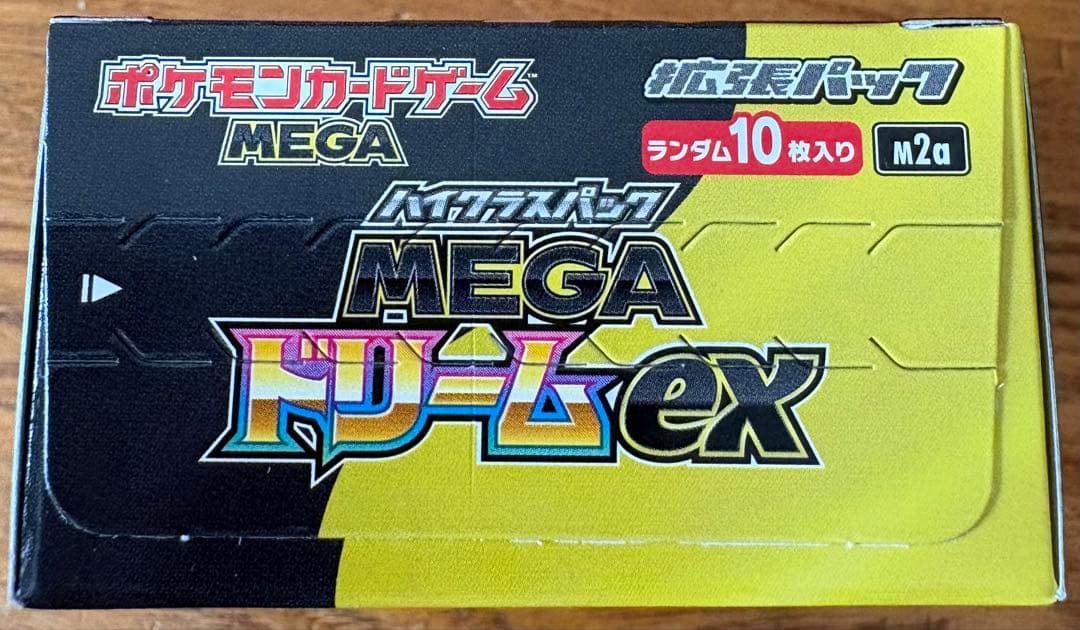 ポケモンカードゲーム™
MEGA
拡張パック
ランダム10枚入り
M2a
ハイクラスパック
MEGA
ドリームex